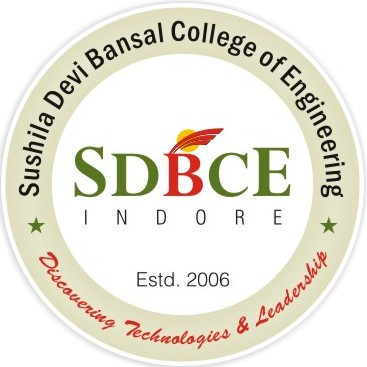 Sushila Devi Bansal College of Engineering
SDBCE
INDORE
Estd. 2006
Discovering Technologies & Leadership